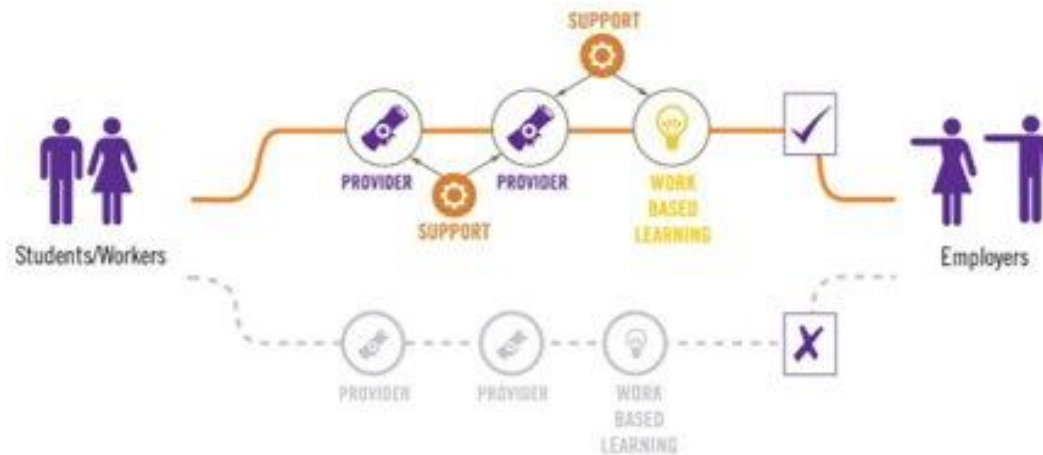 SUPPORT
PROVIDER
PROVIDER
WORK
BASED
LEARNING
SUPPORT
Students/Workers
Employers
PROVIDER
PROVIDER
WORK
BASED
LEARNING